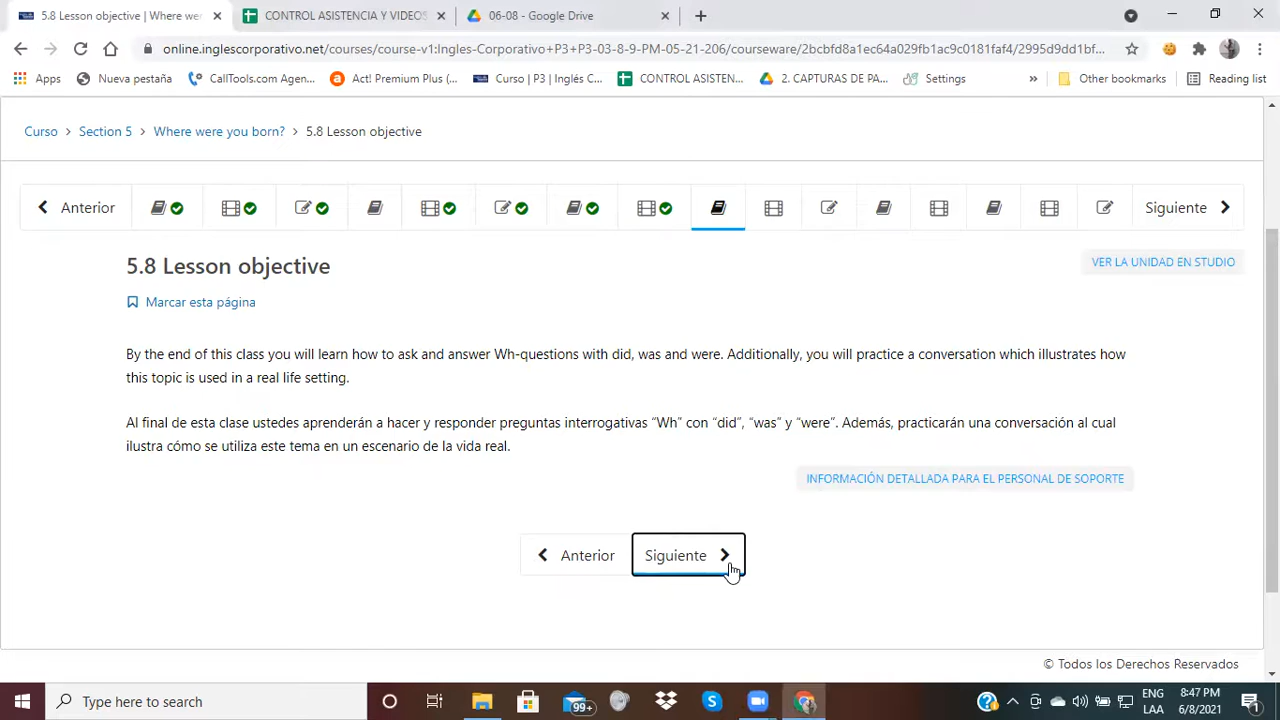 5.8 Lesson objective | Where wer
CONTROL ASISTENCIA Y VIDEOS
06-08 - Google Drive
online.inglescorporativo.net/courses/course-v1:Ingles-Corporativo+P3+P3-03-8-9-PM-05-21-206/courseware/2bcbfd8a1ec64a029fb1ac9c0181faf4/2995d9dd1bf...
Apps
Nueva pestaña
CallTools.com Agen...
Act! Premium Plus (...
Curso | P3 | Inglés C...
CONTROL ASISTEN...
2. CAPTURAS DE PA...
Settings
»
Other bookmarks
Reading list
Curso > Section 5 > Where were you born? > 5.8 Lesson objective
Anterior
Siguiente
5.8 Lesson objective
VER LA UNIDAD EN STUDIO
Marcar esta página
By the end of this class you will learn how to ask and answer Wh-questions with did, was and were. Additionally, you will practice a conversation which illustrates how
this topic is used in a real life setting.
Al final de esta clase ustedes aprenderán a hacer y responder preguntas interrogativas “Wh” con “did”, “was” y “were”. Además, practicarán una conversación al cual
ilustra cómo se utiliza este tema en un escenario de la vida real.
INFORMACIÓN DETALLADA PARA EL PERSONAL DE SOPORTE
Anterior
Siguiente
© Todos los Derechos Reservados
Type here to search
99+
ENG
LAA
8:47 PM
6/8/2021
1